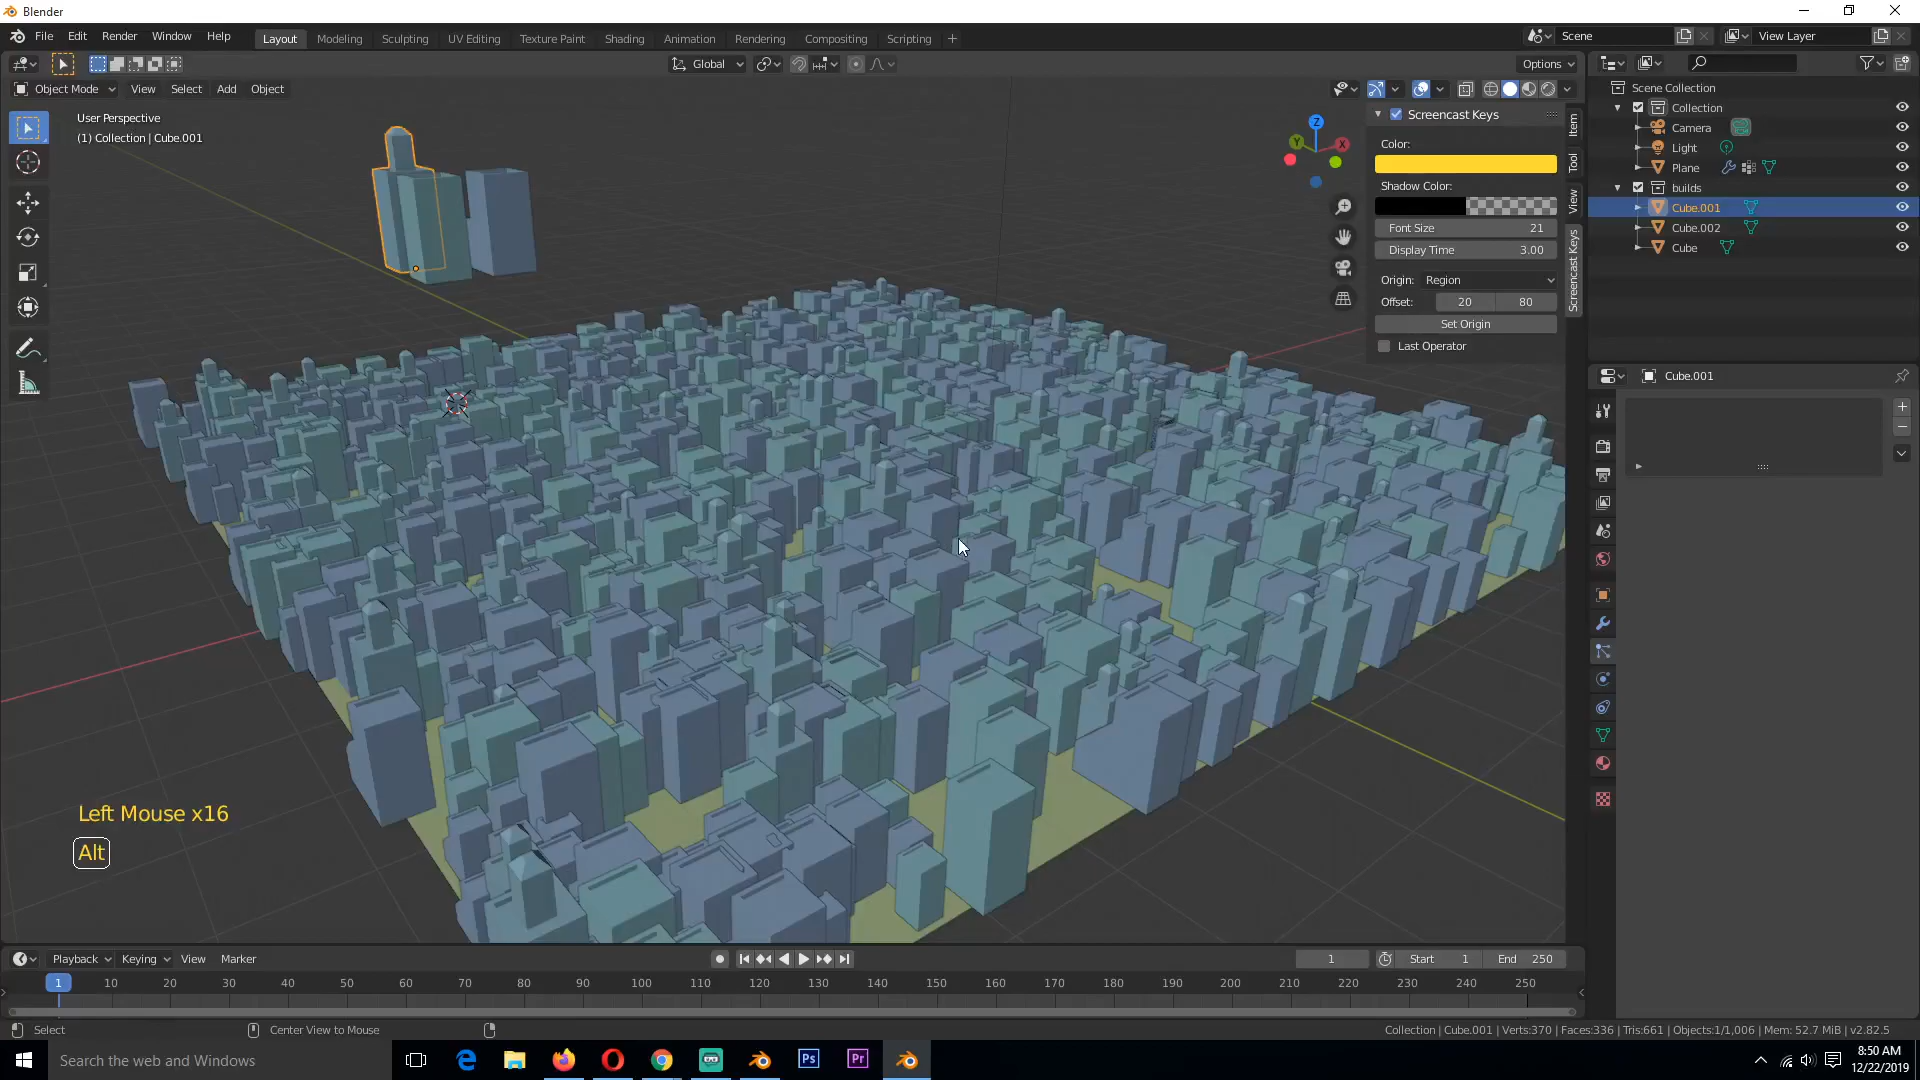 Blender
File Edit Render Window Help
Layout Modeling Sculpting UV Editing Texture Paint Shading Animation Rendering Compositing Scripting +
Scene
View Layer
Global
Options
Object Mode View Select Add Object
User Perspective
(1) Collection | Cube.001
Z
Y
X
Screencast Keys
Color:
Shadow Color:
Font Size 21
Display Time 3.00
Origin: Region
Offset: 20 80
Set Origin
Last Operator
Item
Tool
View
Screencast Keys
Scene Collection
Collection
Camera
Light
Plane
builds
Cube.001
Cube.002
Cube
Cube.001
Left Mouse x16
Alt
Playback Keying View Marker
1 Start 1 End 250
1 10 20 30 40 50 60 70 80 90 100 110 120 130 140 150 160 170 180 190 200 210 220 230 240 250
Select Center View to Mouse
Collection | Cube.001 | Verts:370 | Faces:336 | Tris:661 | Objects:1/1,006 | Mem: 52.7 MiB | v2.82.5
Search the web and Windows
Ps
Pr
8:50 AM
12/22/2019